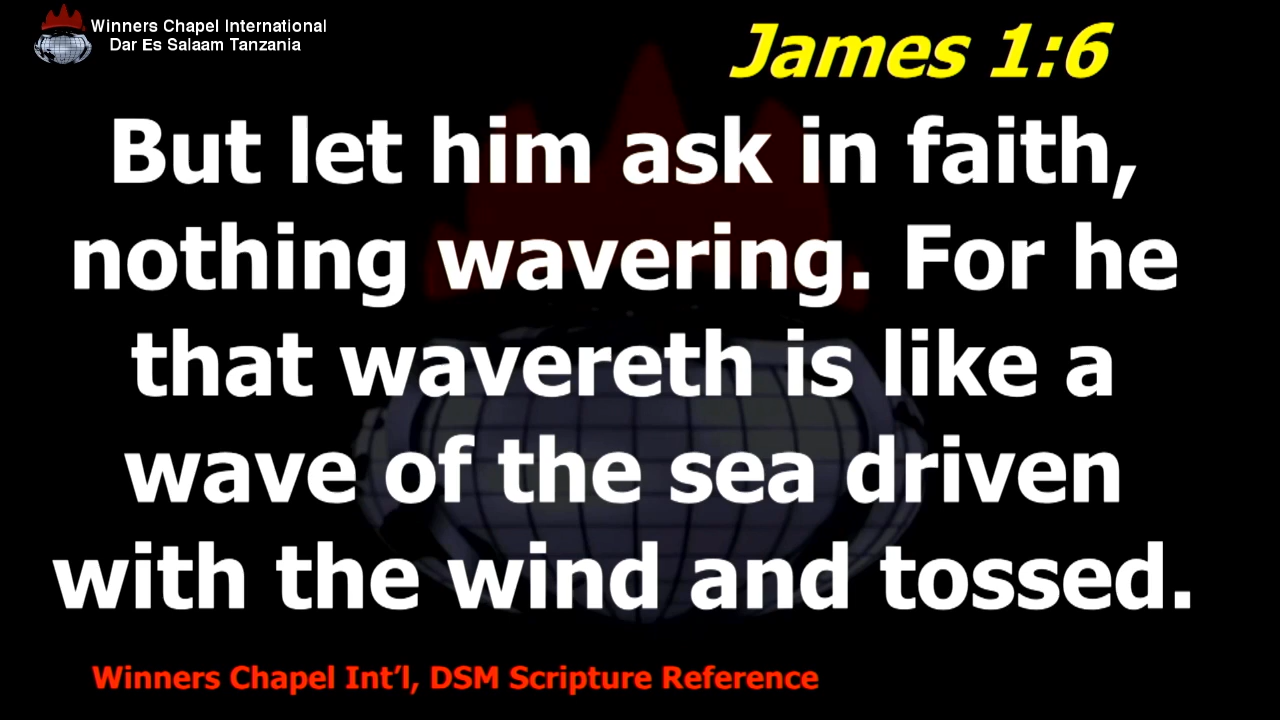 Winners Chapel International
Dar Es Salaam Tanzania
James 1:6
But let him ask in faith,
nothing wavering. For he
that wavereth is like a
wave of the sea driven
with the wind and tossed.
Winners Chapel Int’l, DSM Scripture Reference